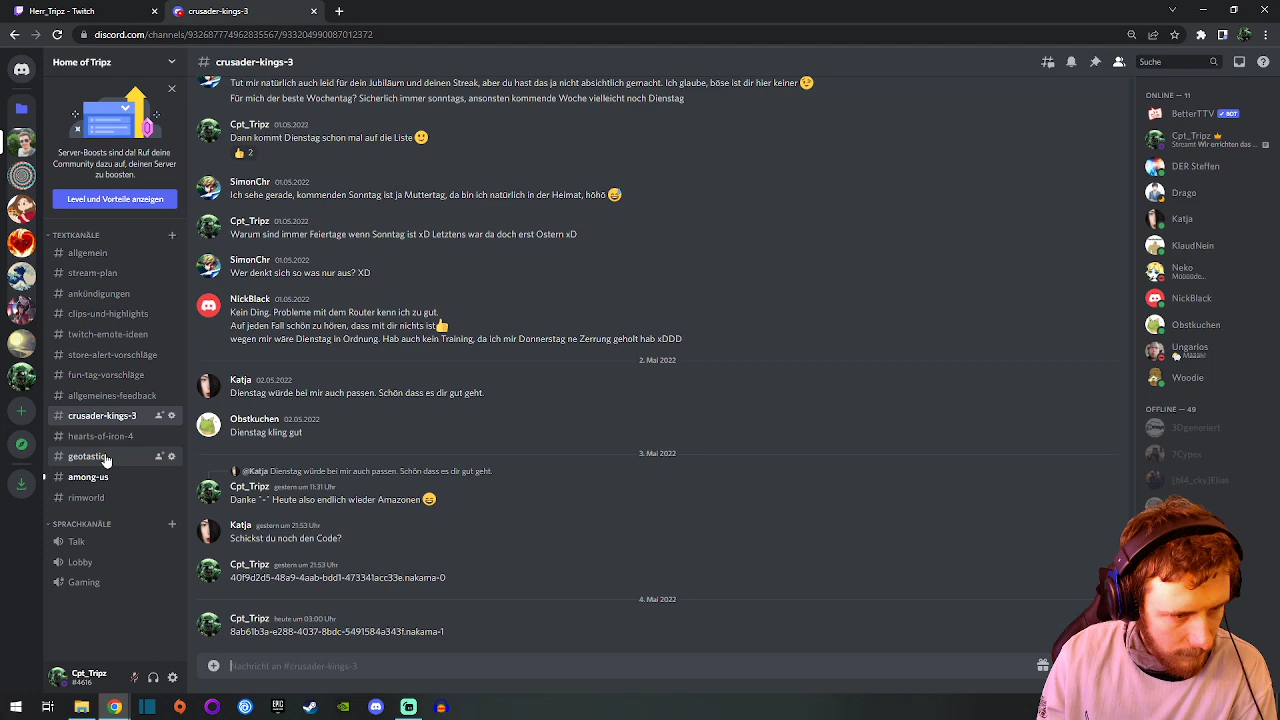 Herr_Tripz - Twitch
crusader-kings-3
discord.com/channels/932687774962835567/933204990087012372
Home of Tripz
# crusader-kings-3
Suche
Server-Boosts sind da! Ruf deine
Community dazu auf, deinen Server
zu boosten.
Level und Vorteile anzeigen
TEXTKANÄLE
allgemein
stream-plan
ankündigungen
clips-und-highlights
twitch-emote-ideen
store-alert-vorschläge
fun-tag-vorschläge
allgemeines-feedback
crusader-kings-3
hearts-of-iron-4
geotastic
among-us
rimworld
SPRACHKANÄLE
Talk
Lobby
Gaming
Cpt_Tripz
#4616
Tut mir natürlich auch leid für dein Jubiläum und deinen Streak, aber du hast das ja nicht absichtlich gemacht. Ich glaube, böse ist dir hier keiner
Für mich der beste Wochentag? Sicherlich immer sonntags, ansonsten kommende Woche vielleicht noch Dienstag
Cpt_Tripz 01.05.2022
Dann kommt Dienstag schon mal auf die Liste
2
SimonChr 01.05.2022
Ich sehe gerade, kommenden Sonntag ist ja Muttertag, da bin ich natürlich in der Heimat, höhö
Cpt_Tripz 01.05.2022
Warum sind immer Feiertage wenn Sonntag ist xD Letztens war da doch erst Ostern xD
SimonChr 01.05.2022
Wer denkt sich so was nur aus? XD
NickBlack 01.05.2022
Kein Ding. Probleme mit dem Router kenn ich zu gut.
Auf jeden Fall schön zu hören, dass mit dir nichts ist
wegen mir wäre Dienstag in Ordnung. Hab auch kein Training, da ich mir Donnerstag ne Zerrung geholt hab xDDD
2. Mai 2022
Katja 02.05.2022
Dienstag würde bei mir auch passen. Schön dass es dir gut geht.
Obstkuchen 02.05.2022
Dienstag kling gut
3. Mai 2022
@Katja Dienstag würde bei mir auch passen. Schön dass es dir gut geht.
Cpt_Tripz gestern um 11:31 Uhr
Danke ^-^ Heute also endlich wieder Amazonen
Katja gestern um 21:53 Uhr
Schickst du noch den Code?
Cpt_Tripz gestern um 21:53 Uhr
40f9d2d5-48a9-4aab-bdd1-473341acc33e.nakama-0
4. Mai 2022
Cpt_Tripz heute um 03:00 Uhr
8ab61b3a-e288-4037-8bdc-5491584a343f.nakama-1
Nachricht an #crusader-kings-3
ONLINE — 11
BetterTTV BOT
Cpt_Tripz
Streamt Wir errichten das ...
DER Steffen
Drago
Katja
KlaudNein
Neko
Müüüüde...
NickBlack
Obstkuchen
Ungarlos
Määäh!
Woodie
OFFLINE — 49
3Dgeneriert
7Cypex
[bl4_cky]Elias